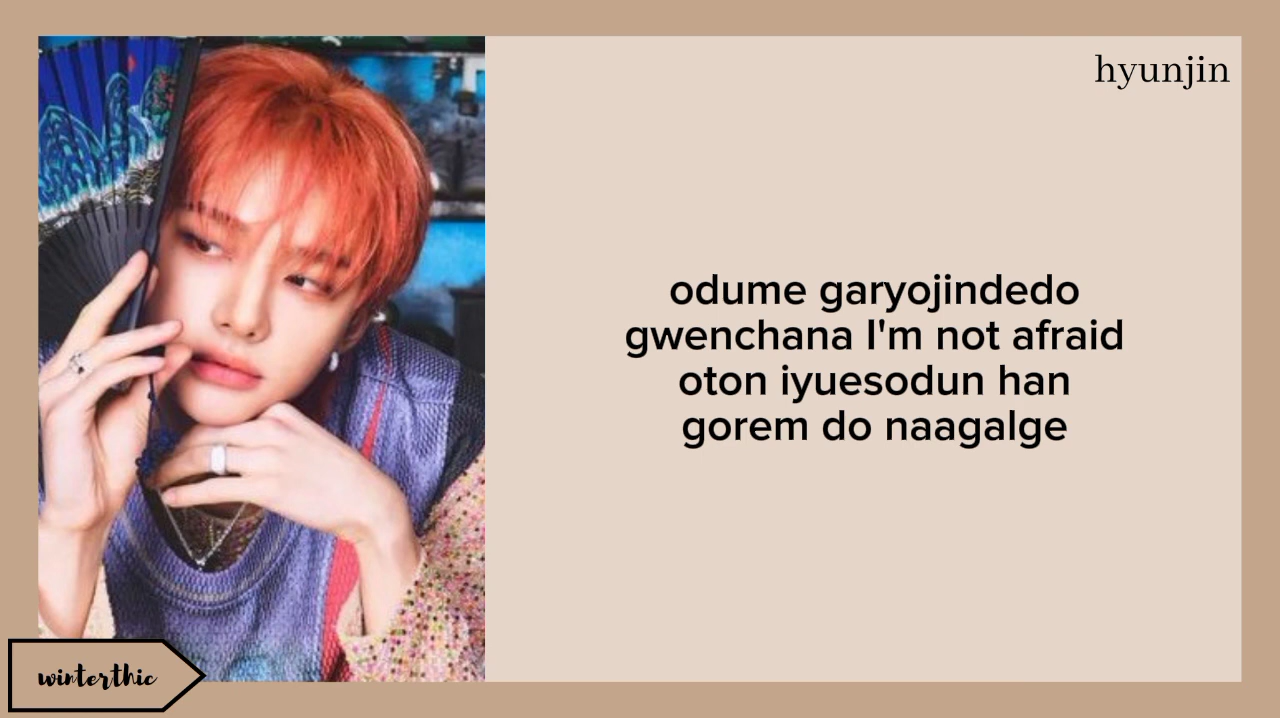 hyunjin
odume garyojindedo
gwenchana I'm not afraid
oton iyuesodun han
gorem do naagalge
winterthic